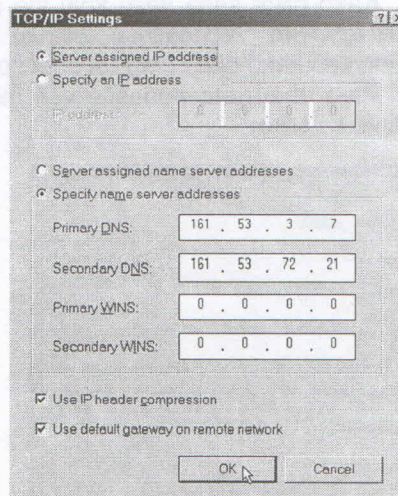 TCP/IP Settings
Server assigned IP address
Specify an IP address
IP address: 0 . 0 . 0 . 0
Server assigned name server addresses
Specify name server addresses
Primary DNS: 161 . 53 . 3 . 7
Secondary DNS: 161 . 53 . 72 . 21
Primary WINS: 0 . 0 . 0 . 0
Secondary WINS: 0 . 0 . 0 . 0
Use IP header compression
Use default gateway on remote network
OK Cancel